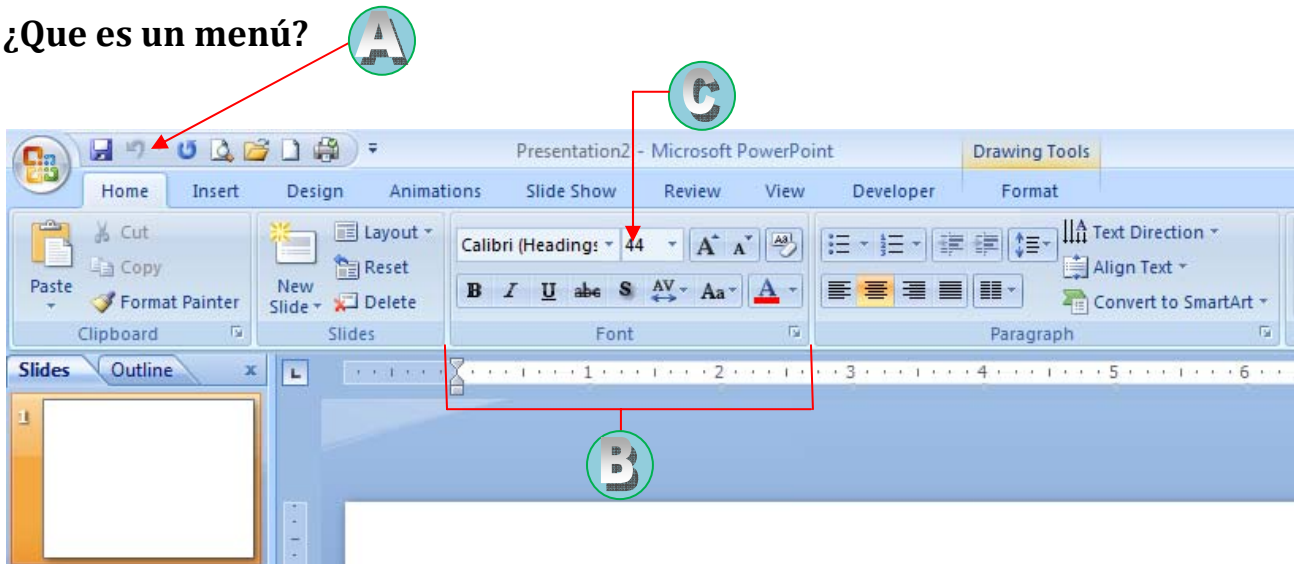 ¿Que es un menú?
A
C
Presentation2 - Microsoft PowerPoint Drawing Tools
Home Insert Design Animations Slide Show Review View Developer Format
Cut Layout Calibri (Headings 44 A A Aa Text Direction
Copy Reset Align Text
Paste New B I U abc S AV Aa A
Format Painter Slide Delete Convert to SmartArt
Clipboard Slides Font Paragraph
Slides Outline x L 1 2 3 4 5 6
1
B